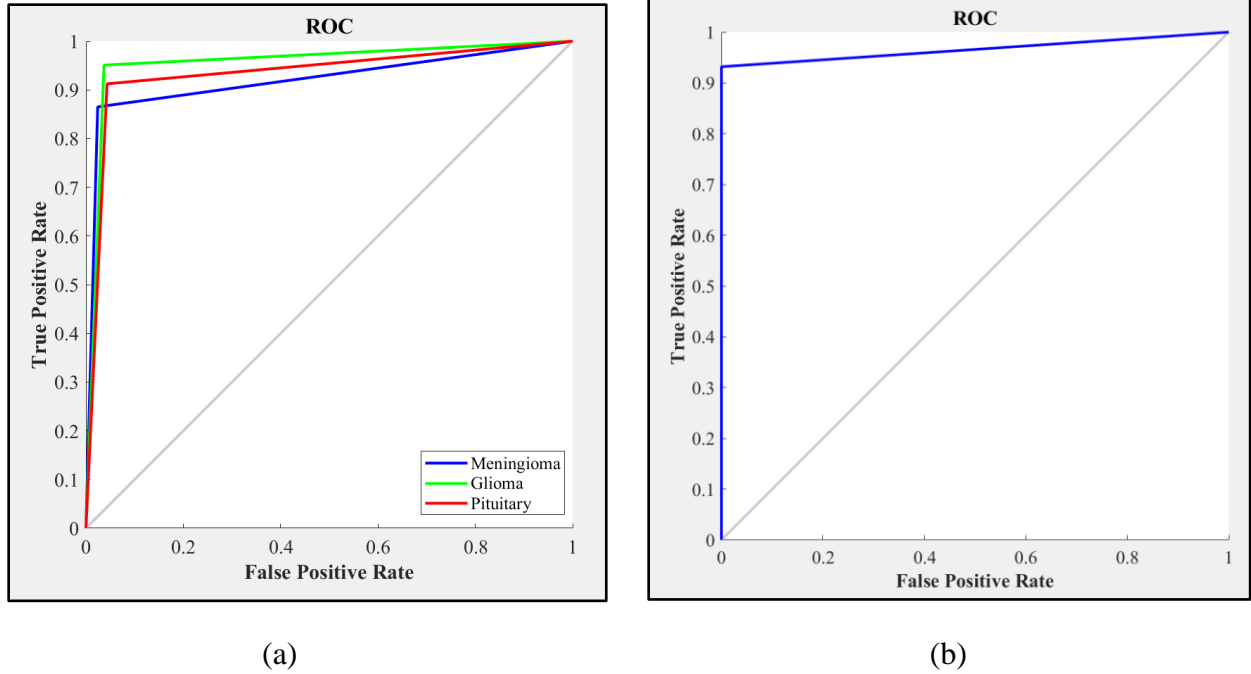 ROC
1
0.9
0.8
0.7
0.6
0.5
0.4
0.3
0.2
0.1
0
True Positive Rate
Meningioma
Glioma
Pituitary
0 0.2 0.4 0.6 0.8 1
False Positive Rate
(a)
ROC
1
0.9
0.8
0.7
0.6
0.5
0.4
0.3
0.2
0.1
0
True Positive Rate
0 0.2 0.4 0.6 0.8 1
False Positive Rate
(b)